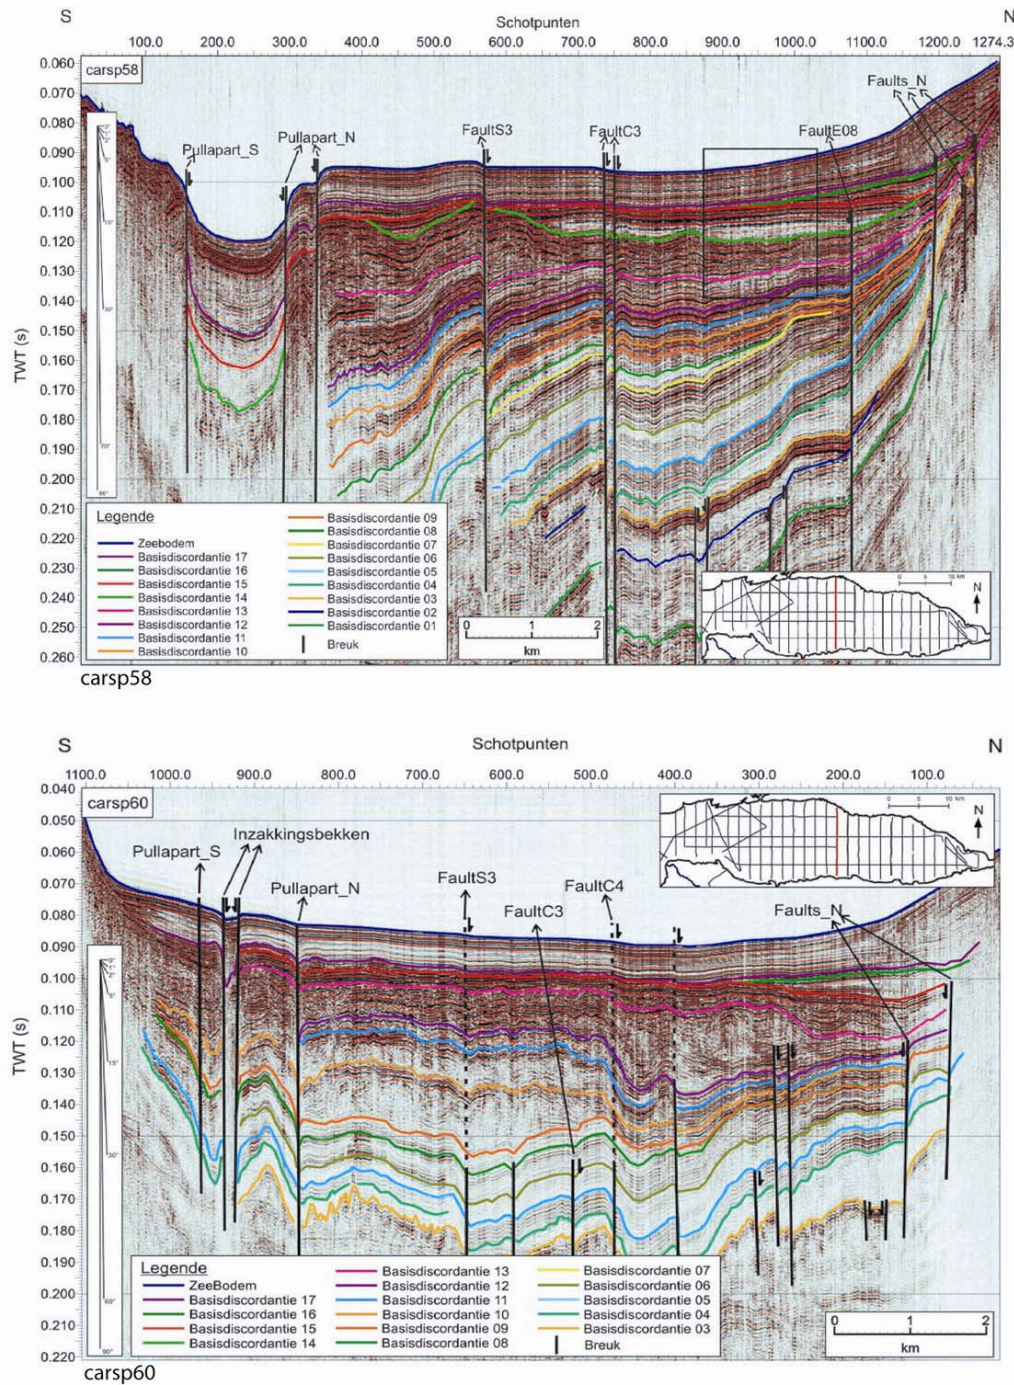 S
Schotpunten
N
100.0 200.0 300.0 400.0 500.0 600.0 700.0 800.0 900.0 1000.0 1100.0 1200.0 1274.3
carsp58
TWT (s)
0.060
0.070
0.080
0.090
0.100
0.110
0.120
0.130
0.140
0.150
0.160
0.170
0.180
0.190
0.200
0.210
0.220
0.230
0.240
0.250
0.260
Pullapart_S
Pullapart_N
FaultS3
FaultC3
FaultE08
Faults_N
Legende
Zeebodem
Basisdiscordantie 17
Basisdiscordantie 16
Basisdiscordantie 15
Basisdiscordantie 14
Basisdiscordantie 13
Basisdiscordantie 12
Basisdiscordantie 11
Basisdiscordantie 10
Basisdiscordantie 09
Basisdiscordantie 08
Basisdiscordantie 07
Basisdiscordantie 06
Basisdiscordantie 05
Basisdiscordantie 04
Basisdiscordantie 03
Basisdiscordantie 02
Basisdiscordantie 01
Breuk
0 1 2
km
0 5 10 km
N
carsp58
S
Schotpunten
N
1100.0 1000.0 900.0 800.0 700.0 600.0 500.0 400.0 300.0 200.0 100.0
carsp60
TWT (s)
0.040
0.050
0.060
0.070
0.080
0.090
0.100
0.110
0.120
0.130
0.140
0.150
0.160
0.170
0.180
0.190
0.200
0.210
0.220
Inzakkingsbekken
Pullapart_S
Pullapart_N
FaultS3
FaultC3
FaultC4
Faults_N
0 5 10 km
N
Legende
ZeeBodem
Basisdiscordantie 17
Basisdiscordantie 16
Basisdiscordantie 15
Basisdiscordantie 14
Basisdiscordantie 13
Basisdiscordantie 12
Basisdiscordantie 11
Basisdiscordantie 10
Basisdiscordantie 09
Basisdiscordantie 08
Basisdiscordantie 07
Basisdiscordantie 06
Basisdiscordantie 05
Basisdiscordantie 04
Basisdiscordantie 03
Breuk
0 1 2
km
carsp60